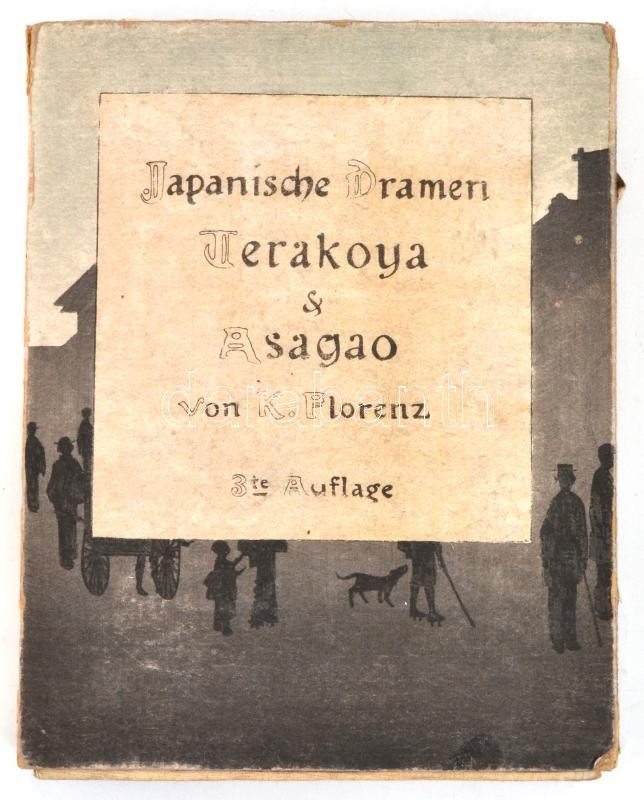 Japanische Dramen
Terakoya
&
Asagao
von K. Florenz
3te Auflage